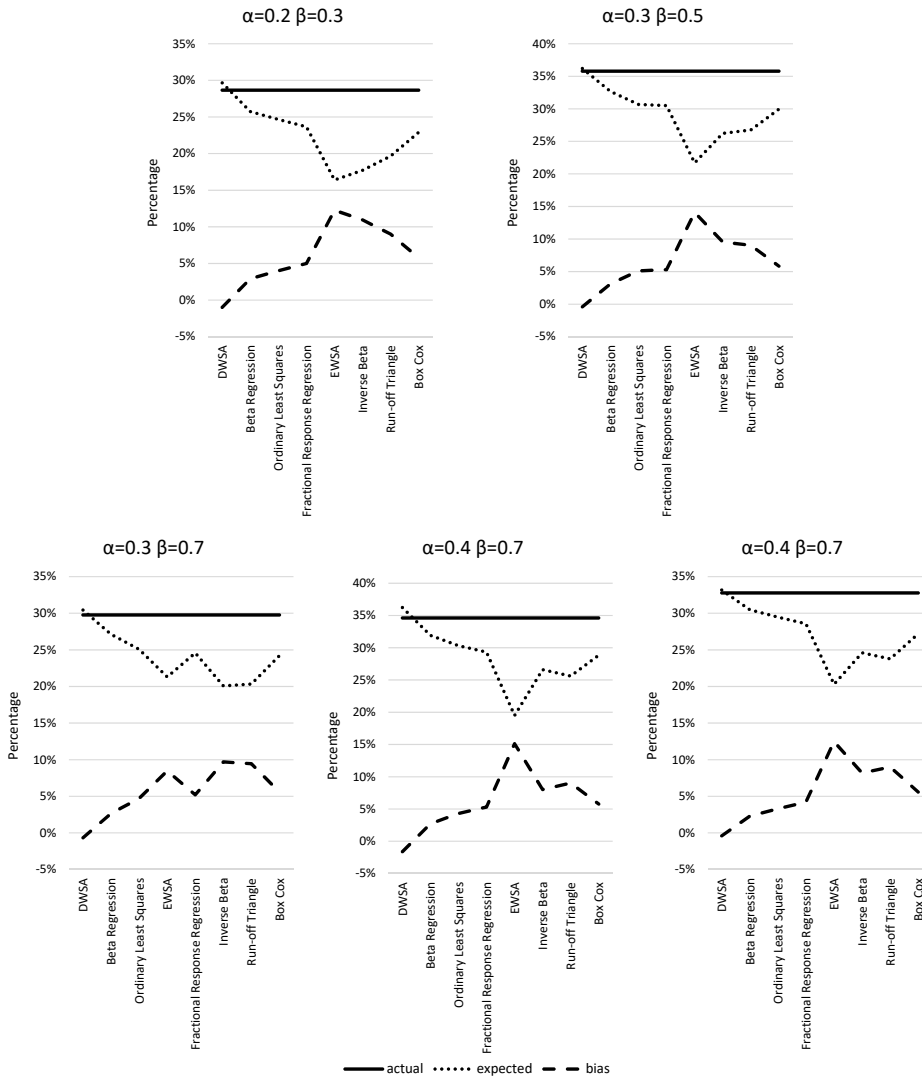 α=0.2 β=0.3
35%
30%
25%
20%
15%
10%
5%
0%
-5%
Percentage
DWSA
Beta Regression
Ordinary Least Squares
Fractional Response Regression
EWSA
Inverse Beta
Run-off Triangle
Box Cox
α=0.3 β=0.5
40%
35%
30%
25%
20%
15%
10%
5%
0%
-5%
Percentage
DWSA
Beta Regression
Ordinary Least Squares
Fractional Response Regression
EWSA
Inverse Beta
Run-off Triangle
Box Cox
α=0.3 β=0.7
35%
30%
25%
20%
15%
10%
5%
0%
-5%
Percentage
DWSA
Beta Regression
Ordinary Least Squares
EWSA
Fractional Response Regression
Inverse Beta
Run-off Triangle
Box Cox
α=0.4 β=0.7
40%
35%
30%
25%
20%
15%
10%
5%
0%
-5%
Percentage
DWSA
Beta Regression
Ordinary Least Squares
Fractional Response Regression
EWSA
Inverse Beta
Run-off Triangle
Box Cox
α=0.4 β=0.7
35%
30%
25%
20%
15%
10%
5%
0%
-5%
Percentage
DWSA
Beta Regression
Ordinary Least Squares
Fractional Response Regression
EWSA
Inverse Beta
Run-off Triangle
Box Cox
actual expected bias